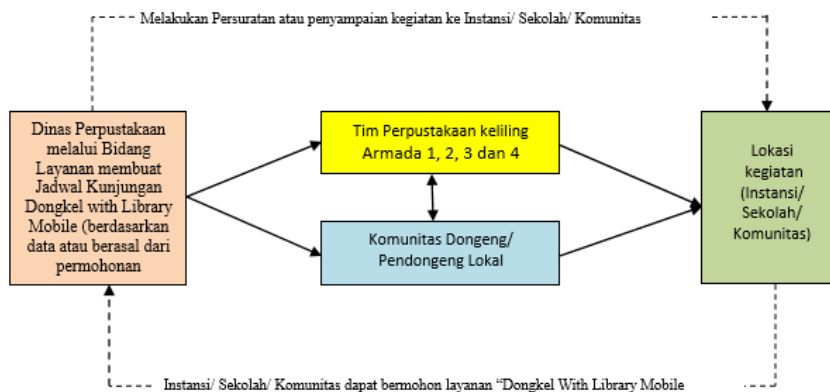 Melakukan Persuratan atau penyampaian kegiatan ke Instansi/ Sekolah/ Komunitas
Dinas Perpustakaan
melalui Bidang
Layanan membuat
Jadwal Kunjungan
Dongkel with Library
Mobile (berdasarkan
data atau berasal dari
permohonan
Tim Perpustakaan keliling
Armada 1, 2, 3 dan 4
Komunitas Dongeng/
Pendongeng Lokal
Lokasi
kegiatan
(Instansi/
Sekolah/
Komunitas)
Instansi/ Sekolah/ Komunitas dapat bermohon layanan “Dongkel With Library Mobile